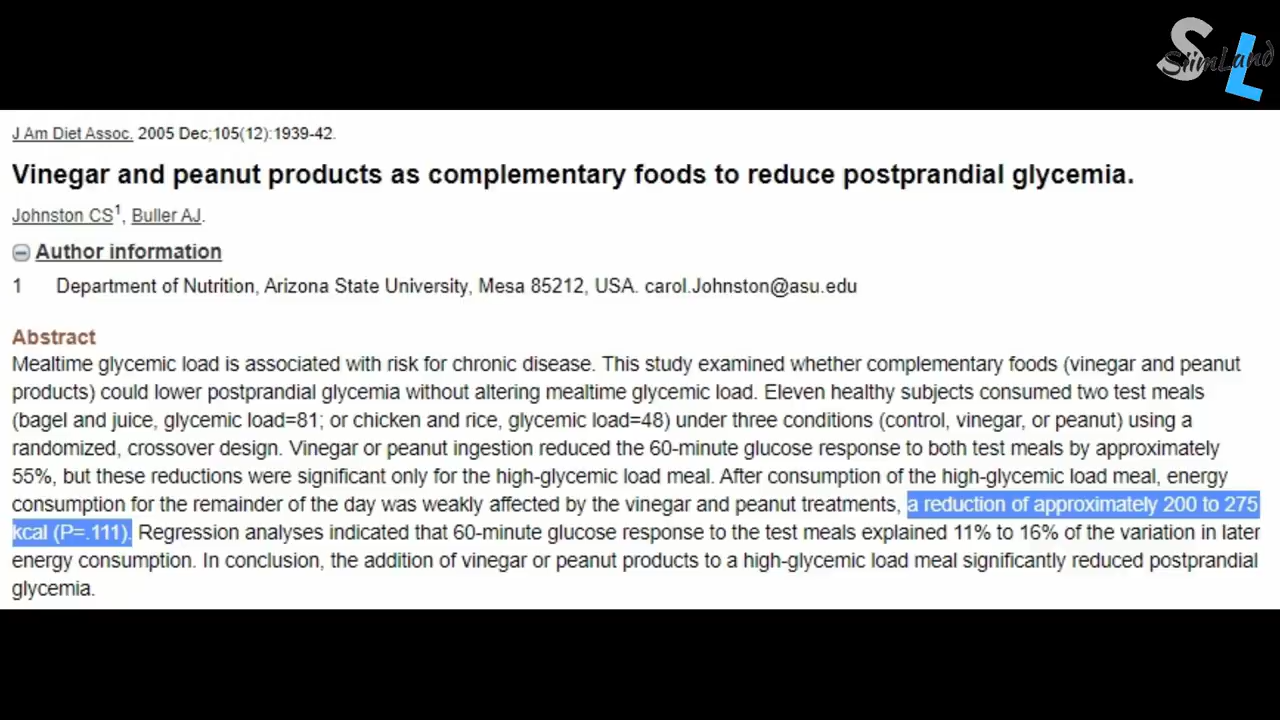 SL
SiimLand
J Am Diet Assoc. 2005 Dec;105(12):1939-42.
Vinegar and peanut products as complementary foods to reduce postprandial glycemia.
Johnston CS1, Buller AJ.
Author information
1 Department of Nutrition, Arizona State University, Mesa 85212, USA. carol.Johnston@asu.edu
Abstract
Mealtime glycemic load is associated with risk for chronic disease. This study examined whether complementary foods (vinegar and peanut
products) could lower postprandial glycemia without altering mealtime glycemic load. Eleven healthy subjects consumed two test meals
(bagel and juice, glycemic load=81; or chicken and rice, glycemic load=48) under three conditions (control, vinegar, or peanut) using a
randomized, crossover design. Vinegar or peanut ingestion reduced the 60-minute glucose response to both test meals by approximately
55%, but these reductions were significant only for the high-glycemic load meal. After consumption of the high-glycemic load meal, energy
consumption for the remainder of the day was weakly affected by the vinegar and peanut treatments, a reduction of approximately 200 to 275
kcal (P=.111). Regression analyses indicated that 60-minute glucose response to the test meals explained 11% to 16% of the variation in later
energy consumption. In conclusion, the addition of vinegar or peanut products to a high-glycemic load meal significantly reduced postprandial
glycemia.